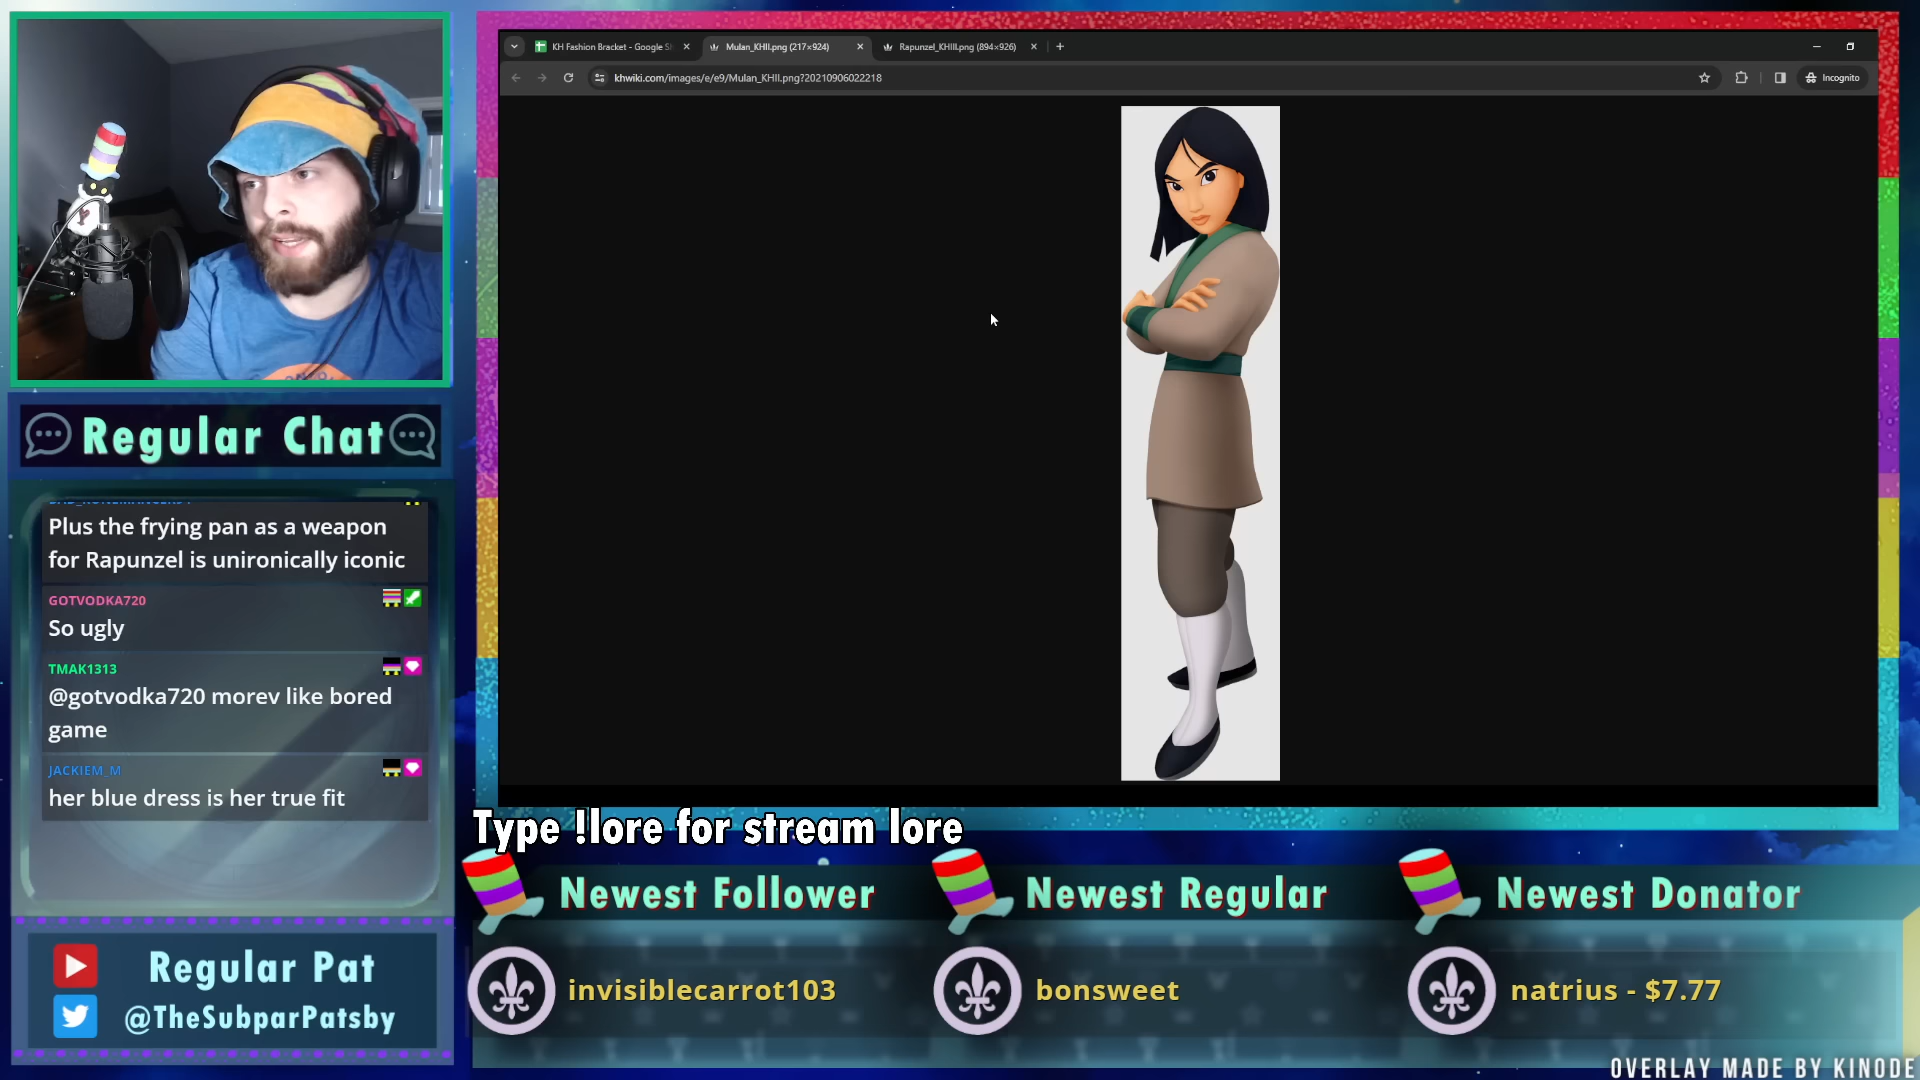 KH Fashion Bracket - Google S
Mulan_KHII.png (217×924)
Rapunzel_KHIII.png (894×926)
khwiki.com/images/e/e9/Mulan_KHII.png?20210906022218
Incognito
Regular Chat
Plus the frying pan as a weapon
for Rapunzel is unironically iconic
GOTVODKA720
So ugly
TMAK1313
@gotvodka720 morev like bored
game
JACKIEM_M
her blue dress is her true fit
Type !lore for stream lore
Newest Follower
Newest Regular
Newest Donator
invisiblecarrot103
bonsweet
natrius - $7.77
Regular Pat
@TheSubparPatsby
OVERLAY MADE BY KINODE